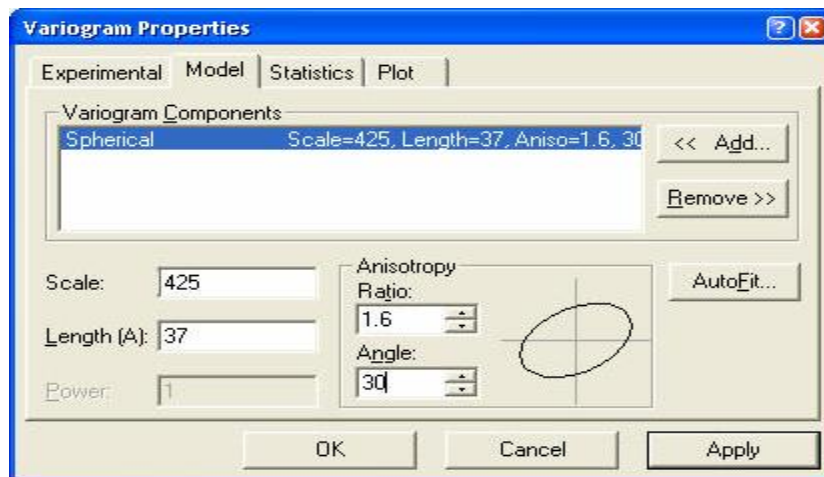 Variogram Properties
Experimental Model Statistics Plot
Variogram Components
Spherical Scale=425, Length=37, Aniso=1.6, 30
<< Add...
Remove >>
Scale: 425
Length (A): 37
Power: 1
Anisotropy
Ratio:
1.6
Angle:
30
AutoFit...
OK Cancel Apply